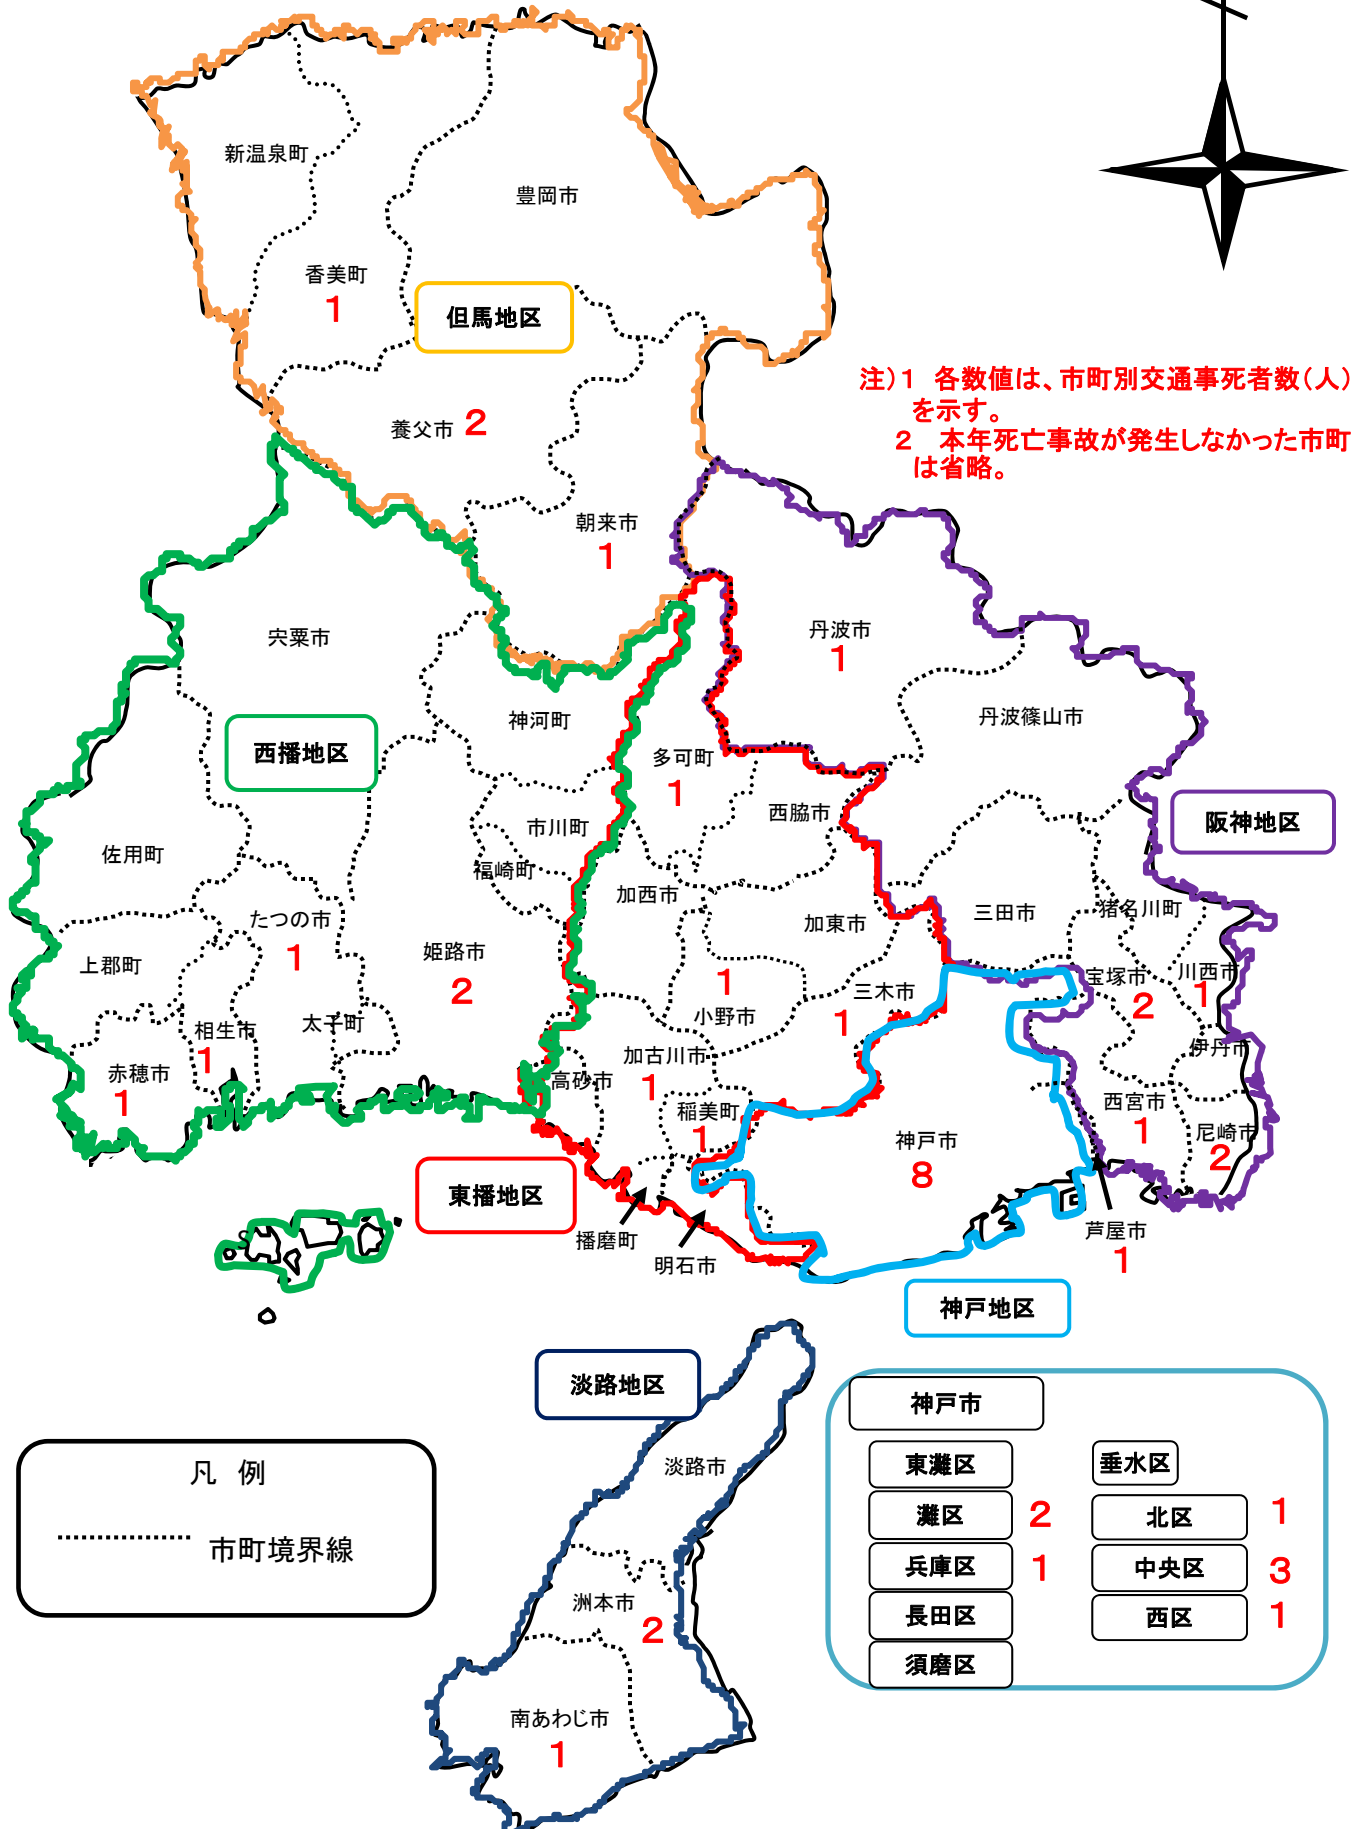 新温泉町
豊岡市
香美町
1
但馬地区
注）1 各数値は、市町別交通事死者数（人）
を示す。
2 本年死亡事故が発生しなかった市町
は省略。
養父市 2
朝来市
1
宍粟市
丹波市
1
神河町
丹波篠山市
西播地区
多可町
1
西脇市
市川町
阪神地区
佐用町
福崎町
加西市
たつの市
1
加東市
三田市
猪名川町
上郡町
姫路市
2
1
小野市
三木市
1
宝塚市
2
川西市
1
相生市
1
太子町
伊丹市
赤穂市
1
高砂市
加古川市
1
稲美町
1
西宮市
1
尼崎市
2
神戸市
8
東播地区
播磨町
明石市
芦屋市
1
神戸地区
淡路地区
淡路市
洲本市
2
南あわじ市
1
凡 例
市町境界線
神戸市
東灘区
垂水区
灘区 2
北区 1
兵庫区 1
中央区 3
長田区
西区 1
須磨区